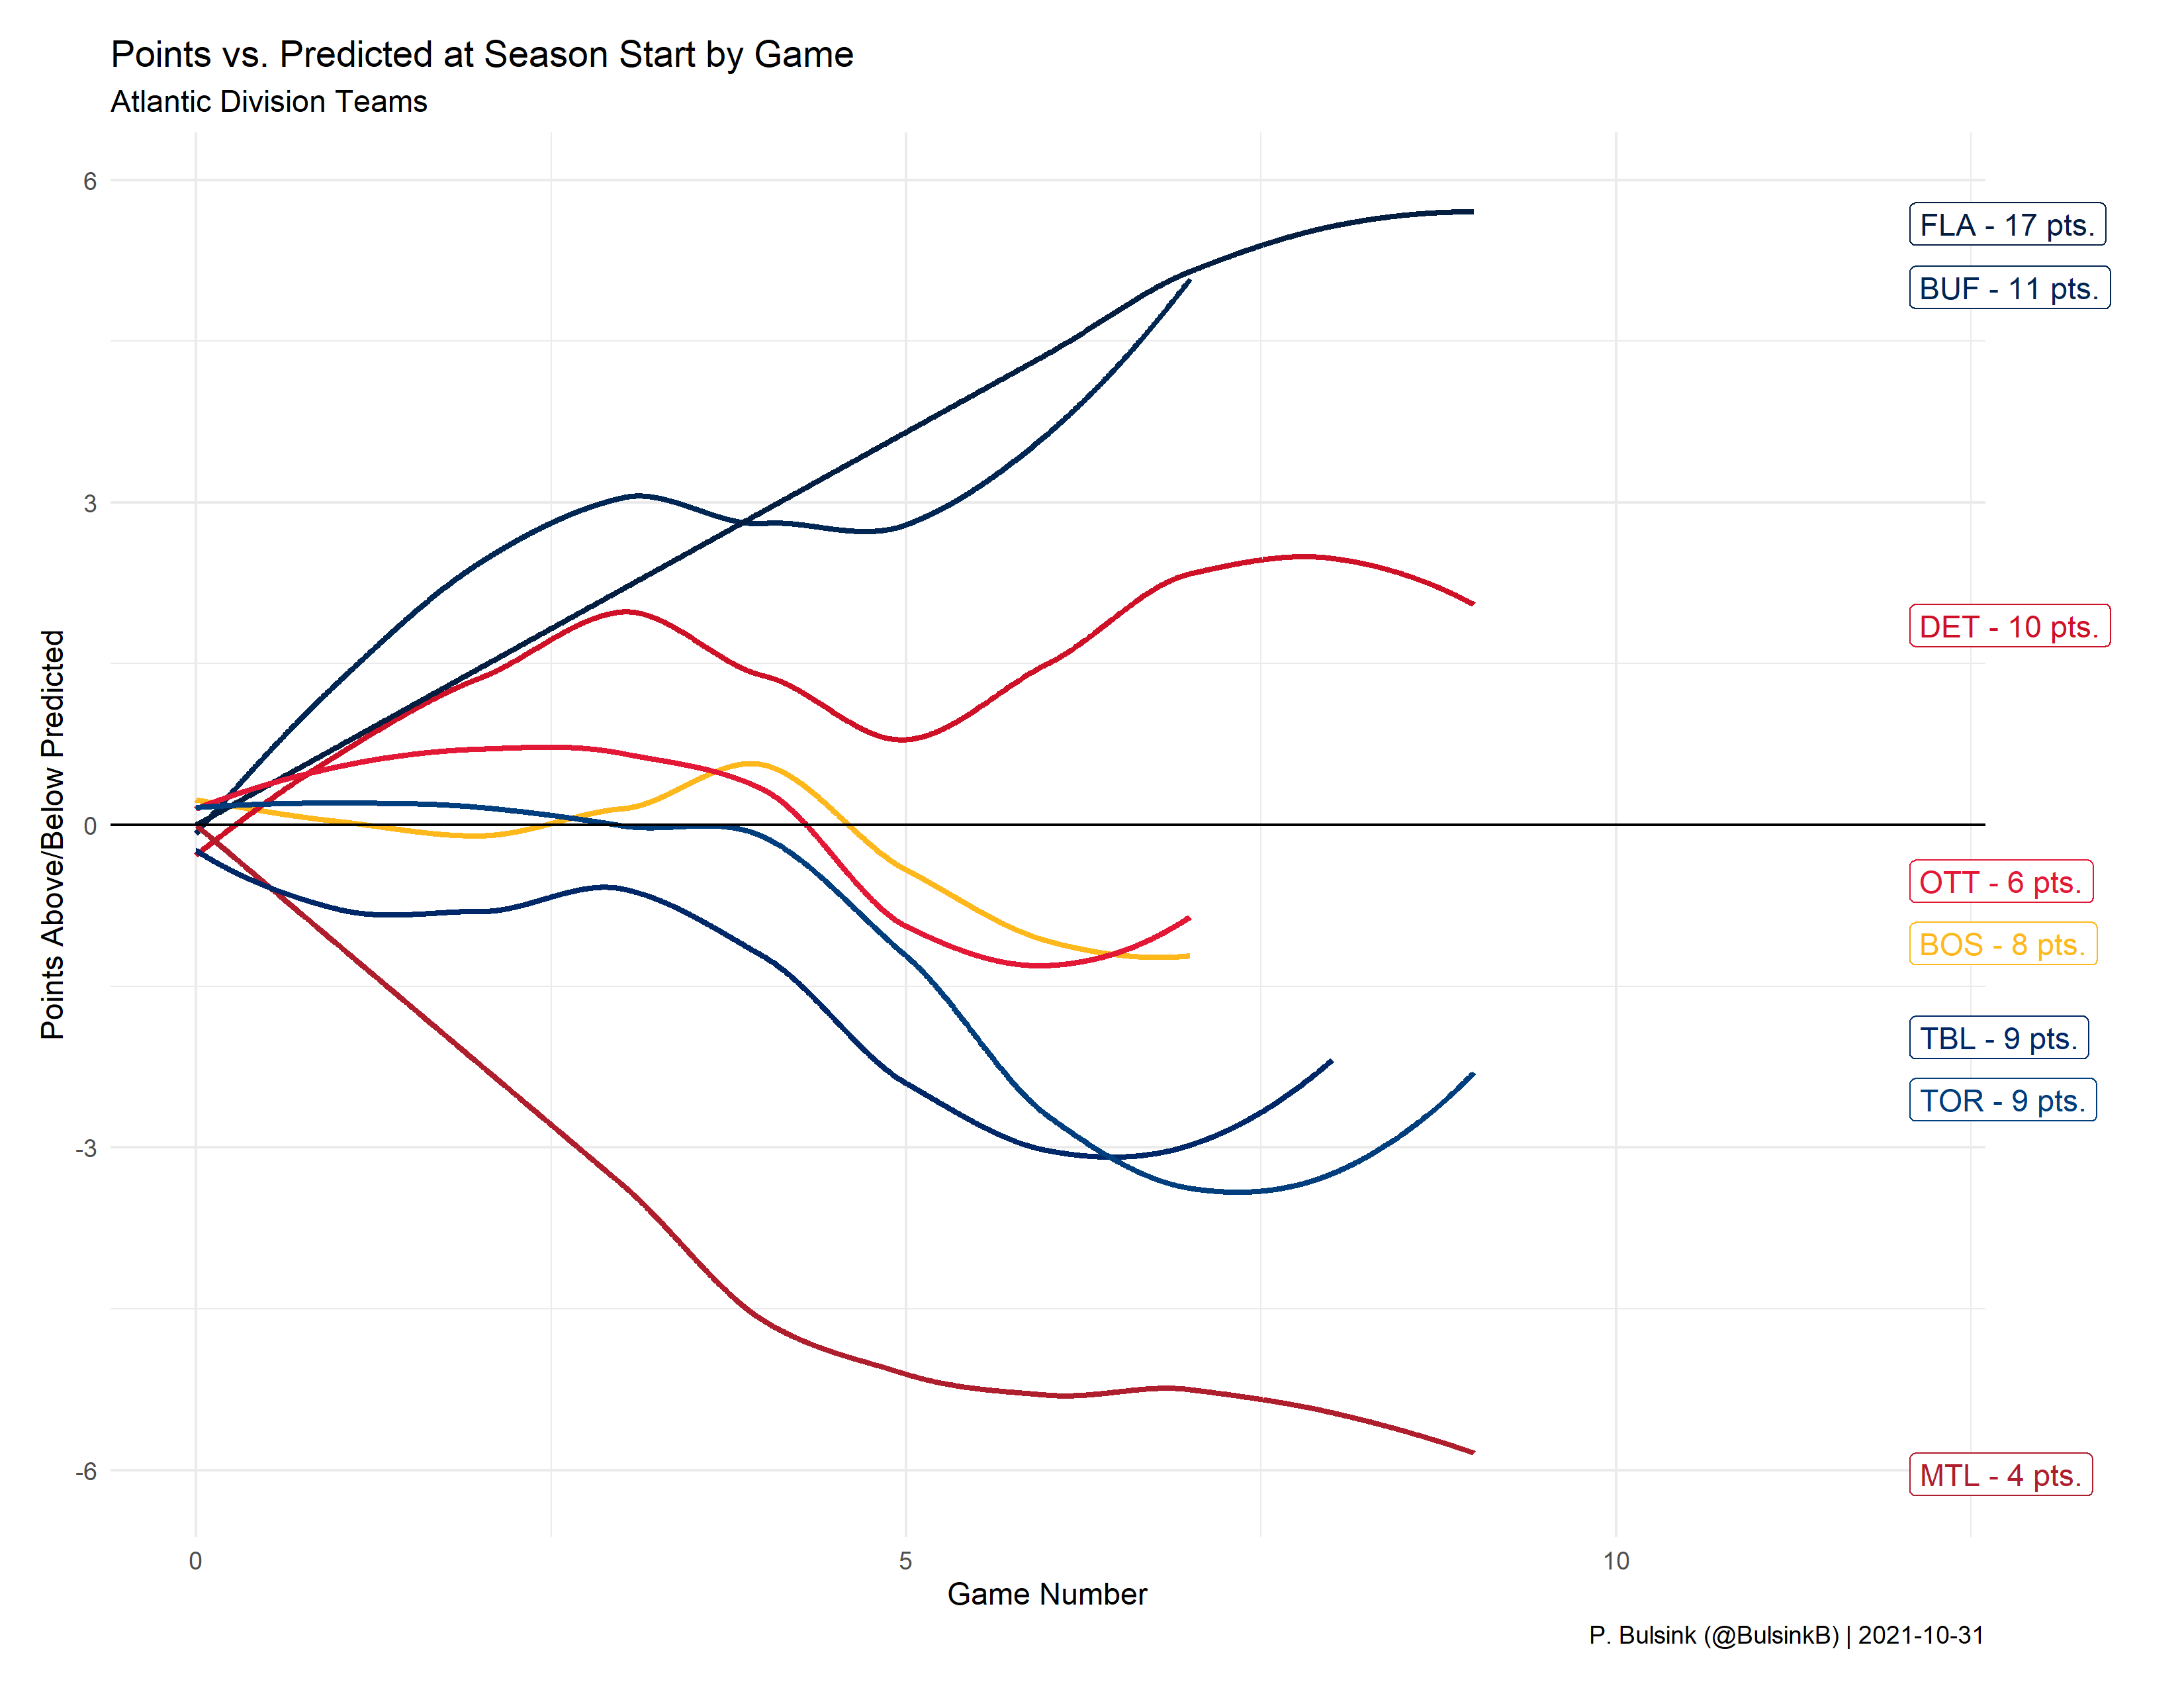 Points vs. Predicted at Season Start by Game
Atlantic Division Teams
Points Above/Below Predicted
6
3
0
-3
-6
FLA - 17 pts.
BUF - 11 pts.
DET - 10 pts.
OTT - 6 pts.
BOS - 8 pts.
TBL - 9 pts.
TOR - 9 pts.
MTL - 4 pts.
0
5
10
Game Number
P. Bulsink (@BulsinkB) | 2021-10-31